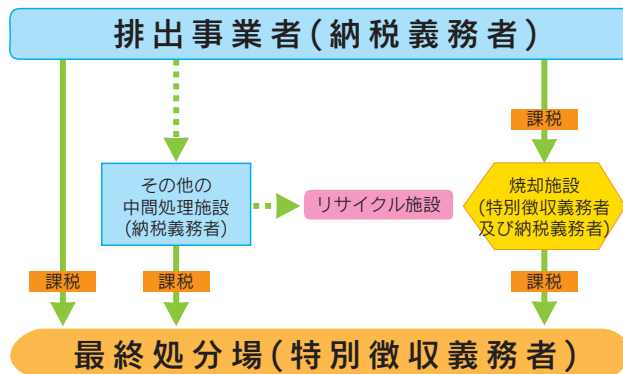 排出事業者(納税義務者)
課税
その他の
中間処理施設
(納税義務者)
リサイクル施設
焼却施設
(特別徴収義務者
及び納税義務者)
課税
課税
課税
最終処分場(特別徴収義務者)